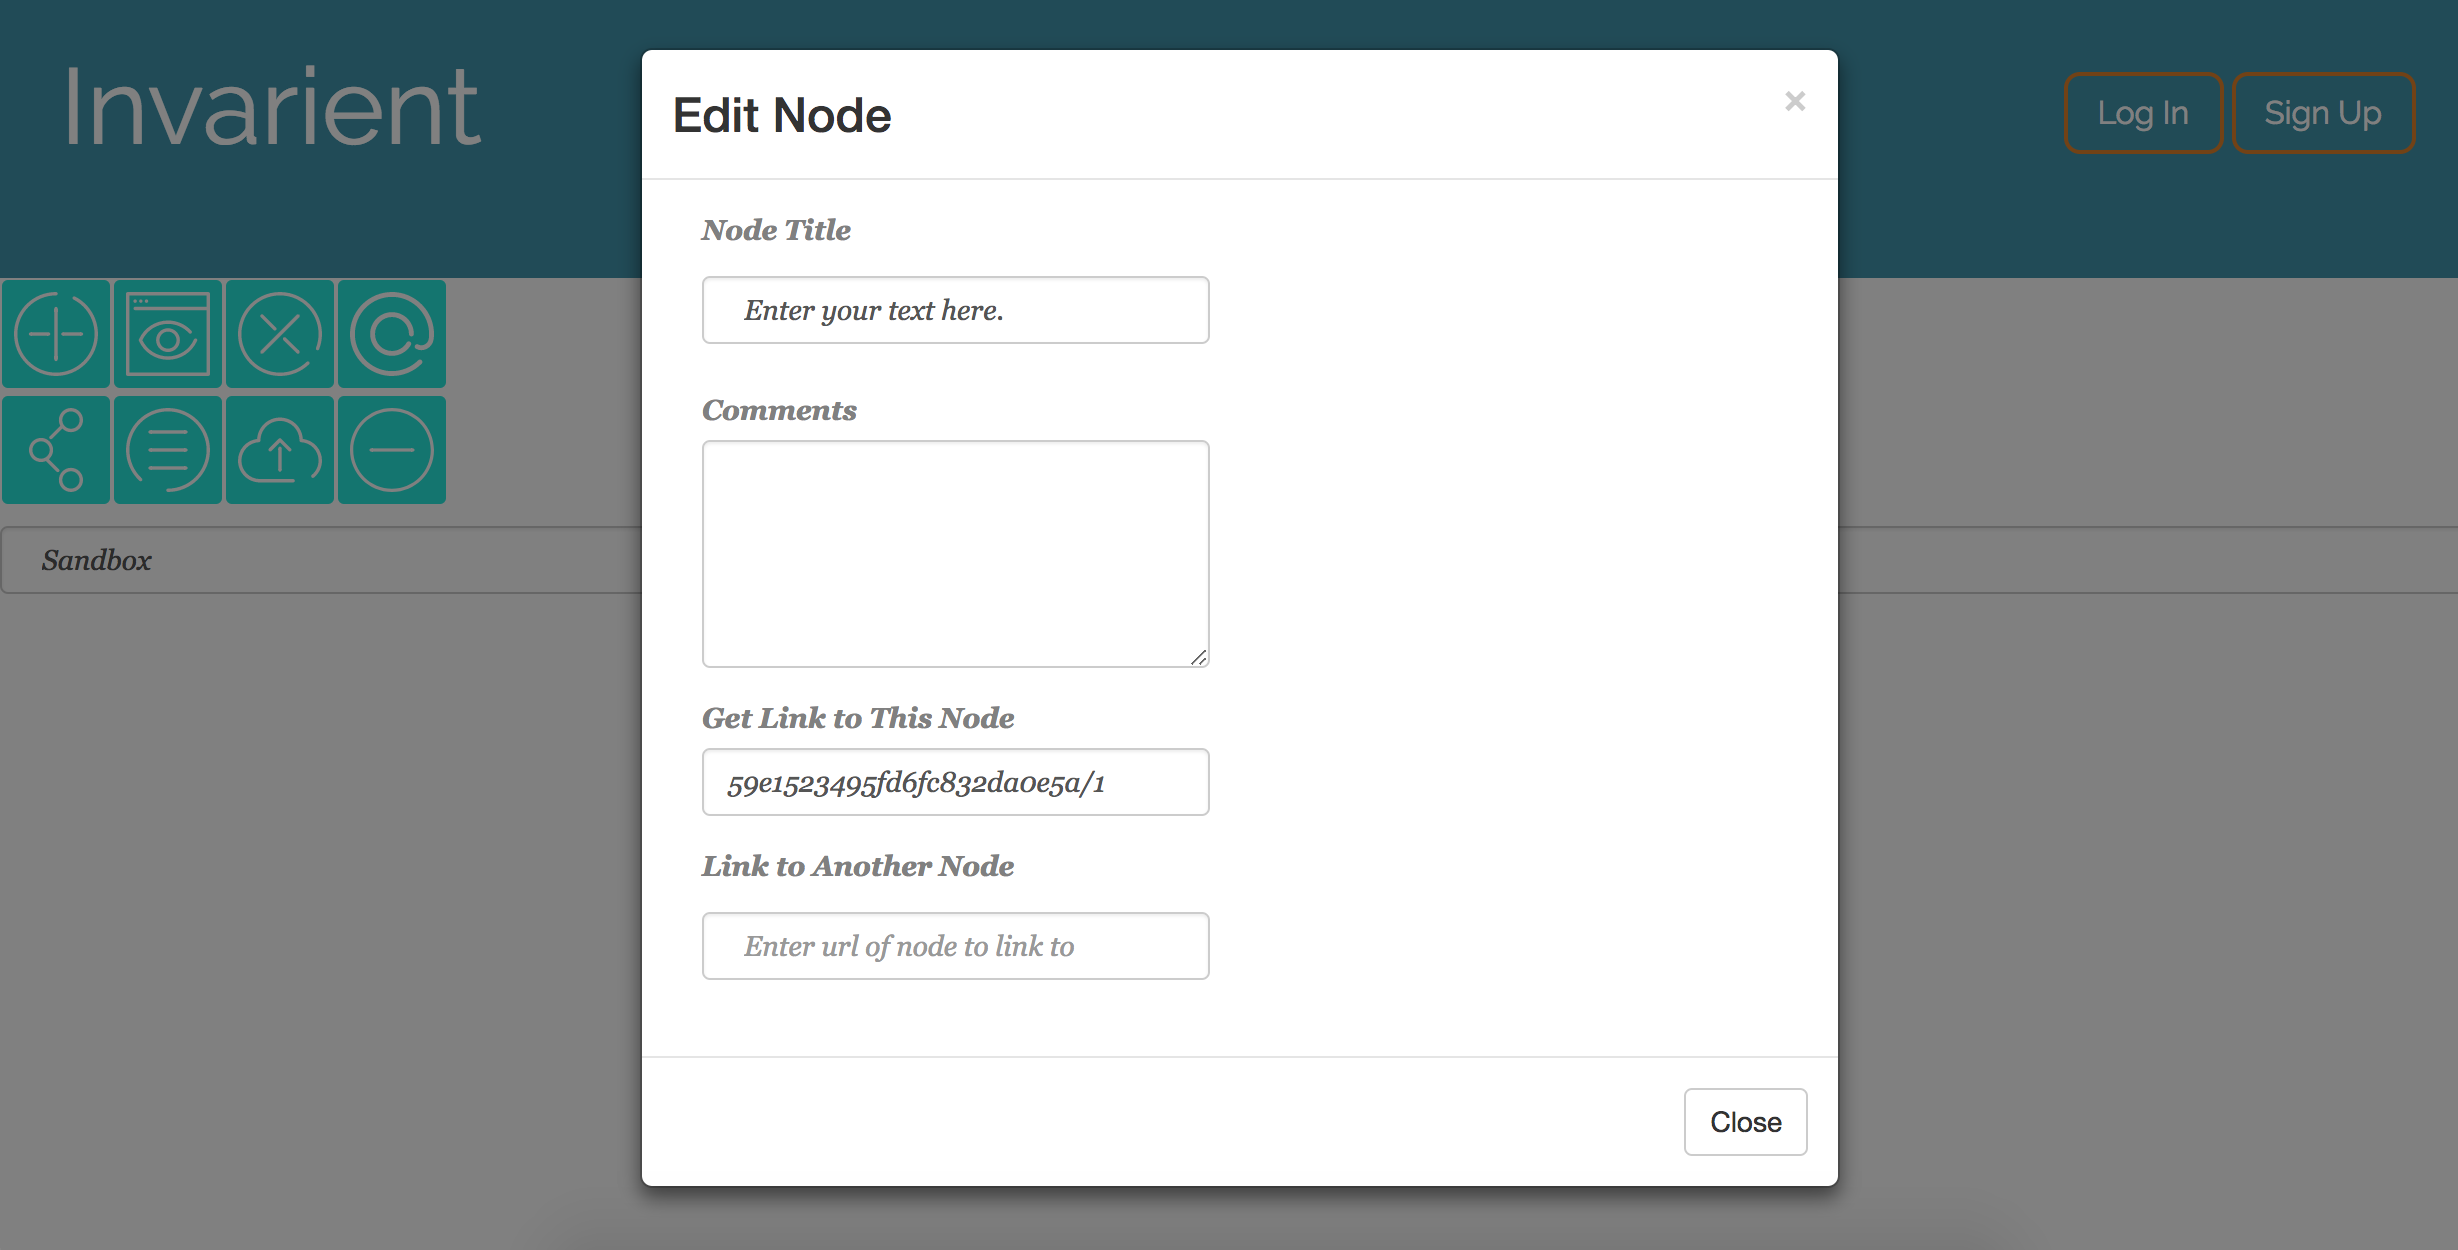 Invarient
Log In
Sign Up
Edit Node
×
Node Title
Enter your text here.
Comments
Get Link to This Node
59e1523495fd6fc832da0e5a/1
Link to Another Node
Enter url of node to link to
Close
Sandbox